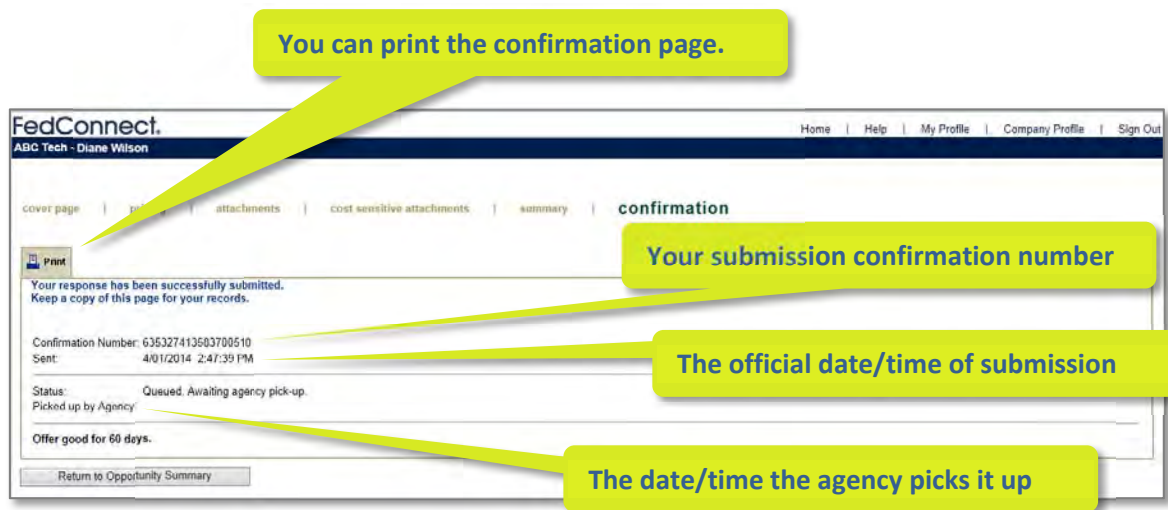 You can print the confirmation page.
FedConnect.
Home | Help | My Profile | Company Profile | Sign Out
ABC Tech - Diane Wilson
cover page | | attachments | cost sensitive attachments | summary | confirmation
Print
Your submission confirmation number
Your response has been successfully submitted.
Keep a copy of this page for your records.
Confirmation Number: 635327413583700510
Sent: 4/01/2014 2:47:39 PM
The official date/time of submission
Status: Queued. Awaiting agency pick-up.
Picked up by Agency
Offer good for 60 days.
Return to Opportunity Summary
The date/time the agency picks it up